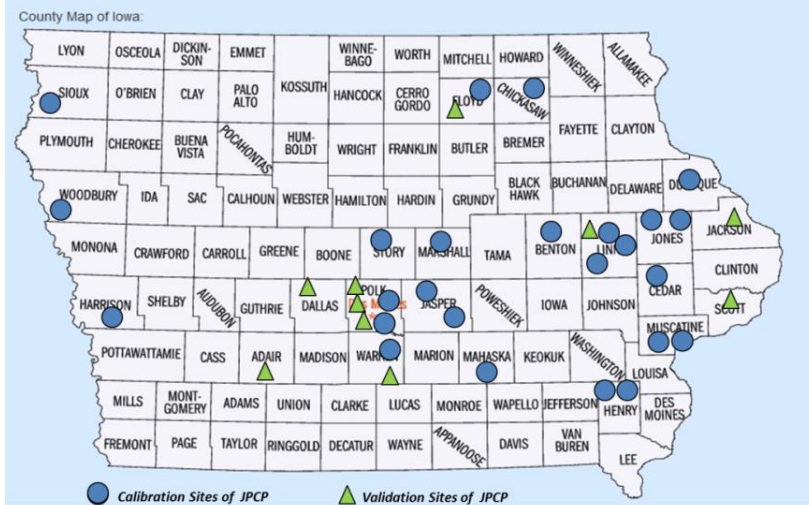 County Map of Iowa:
LYON OSCEOLA DICKIN-
SON EMMET WINNE-
BAGO WORTH MITCHELL HOWARD WINNESHIEK ALLAMAKEE
SIOUX O'BRIEN CLAY PALO
ALTO KOSSUTH HANCOCK CERRO
GORDO FLOYD CHICKASAW
PLYMOUTH CHEROKEE BUENA
VISTA POCAHONTAS HUM-
BOLDT WRIGHT FRANKLIN BUTLER BREMER FAYETTE CLAYTON
WOODBURY IDA SAC CALHOUN WEBSTER HAMILTON HARDIN GRUNDY BLACK
HAWK BUCHANAN DELAWARE
MONONA CRAWFORD CARROLL GREENE BOONE STORY MARSHALL TAMA BENTON LINN JONES JACKSON
CLINTON
HARRISON SHELBY AUDUBON GUTHRIE DALLAS POLK JASPER POWESHIEK IOWA JOHNSON CEDAR SCOTT
MUSCATINE
POTTAWATTAMIE CASS ADAIR MADISON MARION MAHASKA KEOKUK WASHINGTON LOUISA
MILLS MONT-
GOMERY ADAMS UNION CLARKE LUCAS MONROE WAPELLO JEFFERSON HENRY DES
MOINES
FREMONT PAGE TAYLOR RINGGOLD DECATUR WAYNE APPANOOSE DAVIS VAN
BUREN LEE
Calibration Sites of JPCP Validation Sites of JPCP